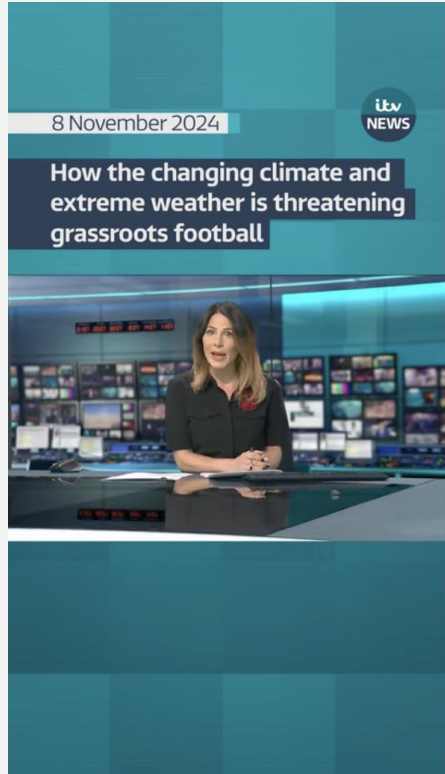 itv
NEWS
8 November 2024
How the changing climate and
extreme weather is threatening
grassroots football